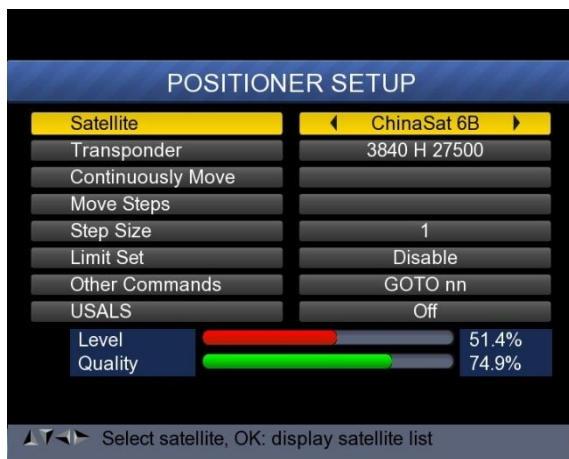 POSITIONER SETUP
Satellite ChinaSat 6B
Transponder 3840 H 27500
Continuously Move
Move Steps
Step Size 1
Limit Set Disable
Other Commands GOTO nn
USALS Off
Level 51.4%
Quality 74.9%
Select satellite, OK: display satellite list